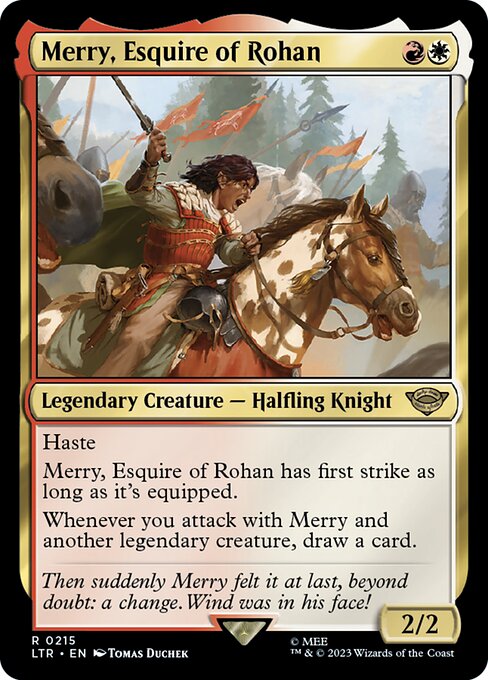 Merry, Esquire of Rohan
Legendary Creature — Halfling Knight
Haste
Merry, Esquire of Rohan has first strike as
long as it's equipped.
Whenever you attack with Merry and
another legendary creature, draw a card.
Then suddenly Merry felt it at last, beyond
doubt: a change. Wind was in his face!
2/2
R 0215
LTR • EN Tomas Duchek
© MEE
™ & © 2023 Wizards of the Coast